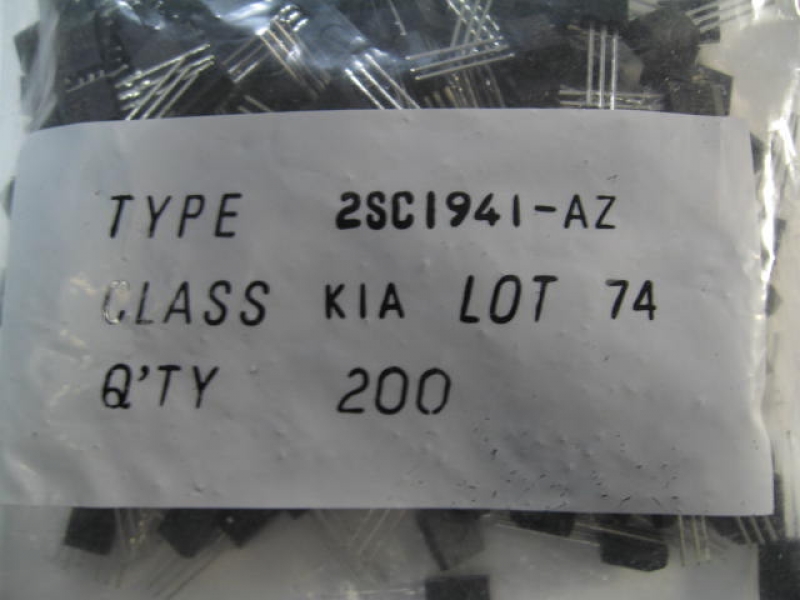 TYPE 2SC1941-AZ
CLASS KIA LOT 74
Q'TY 200